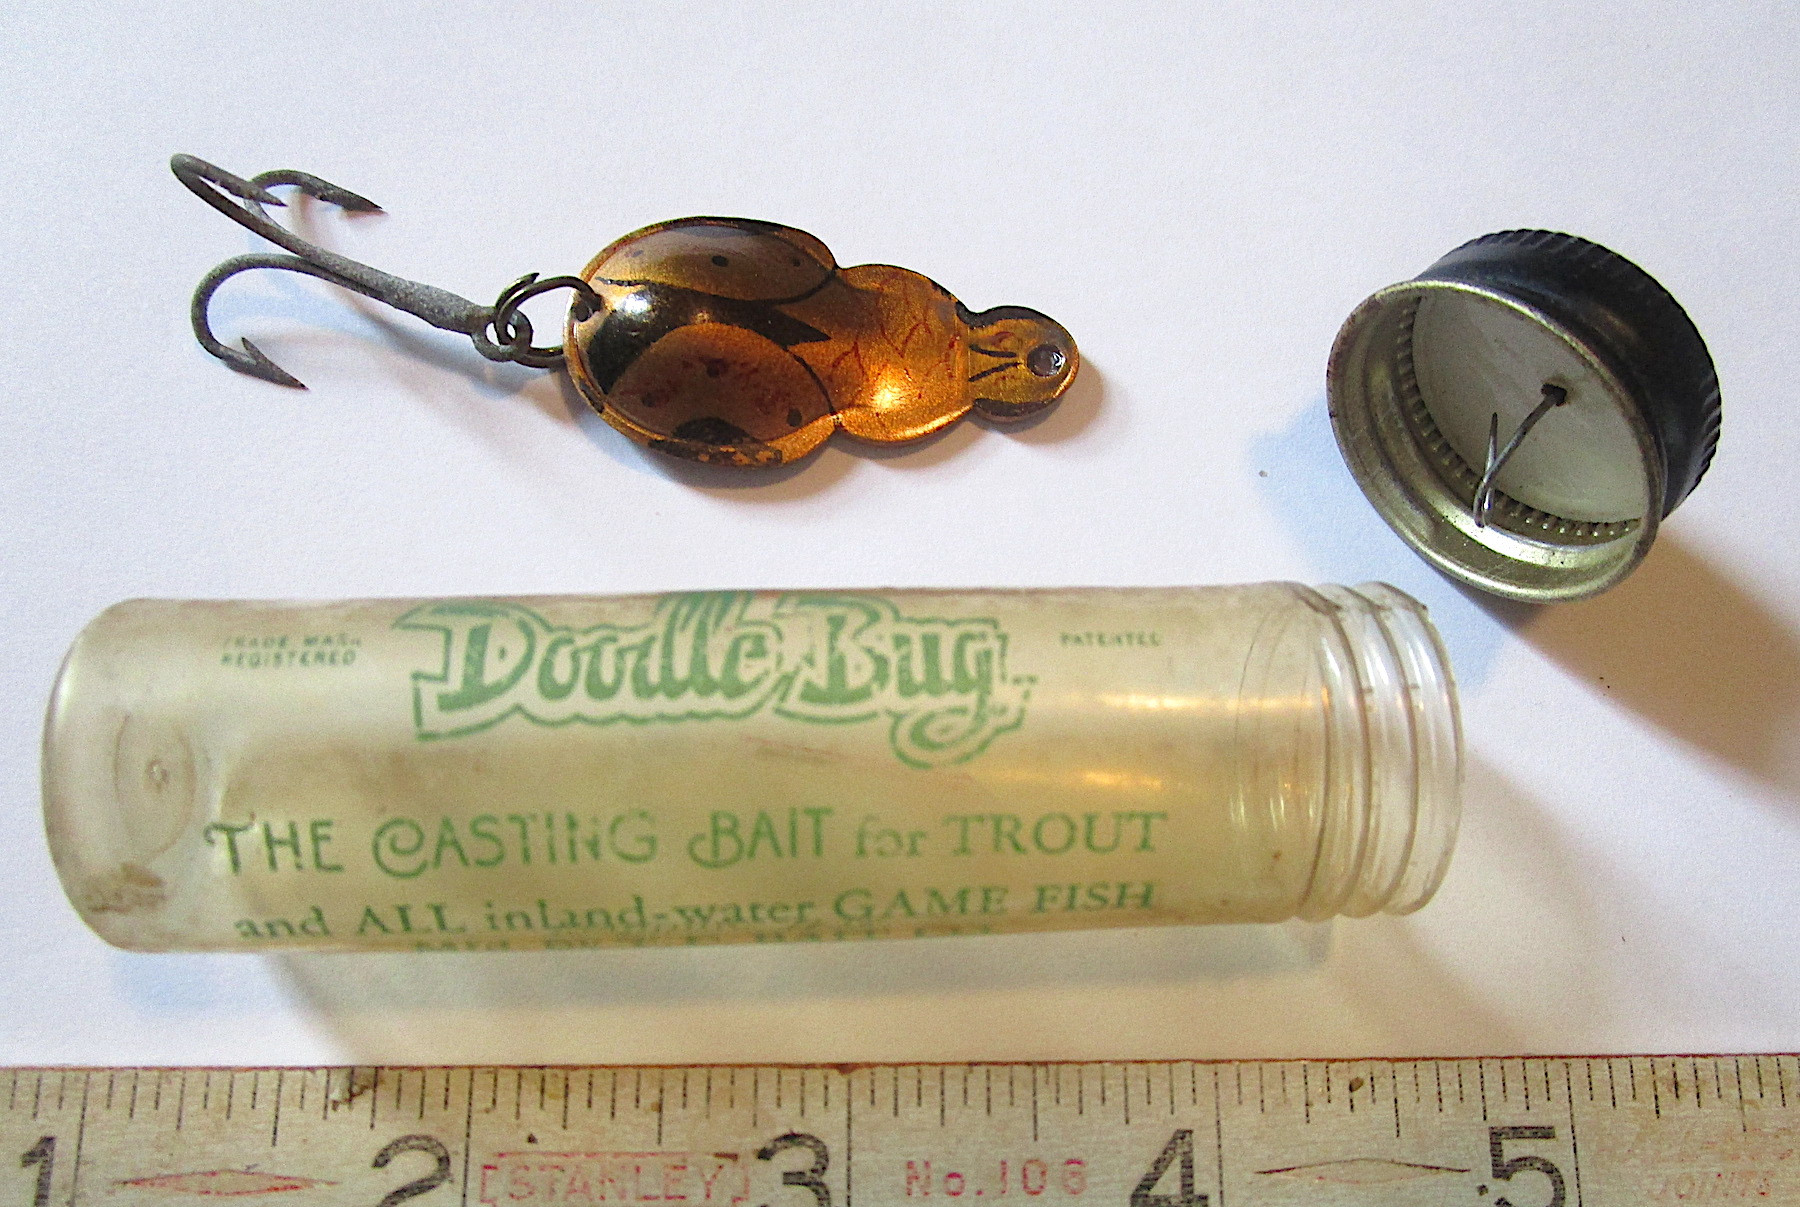 TRADE MARK
REGISTERED
Doodle Bug
PATENTED
THE CASTING BAIT for TROUT
and ALL inland-water GAME FISH
1 2 3 4 5
STANLEY No. 106
JOINTS